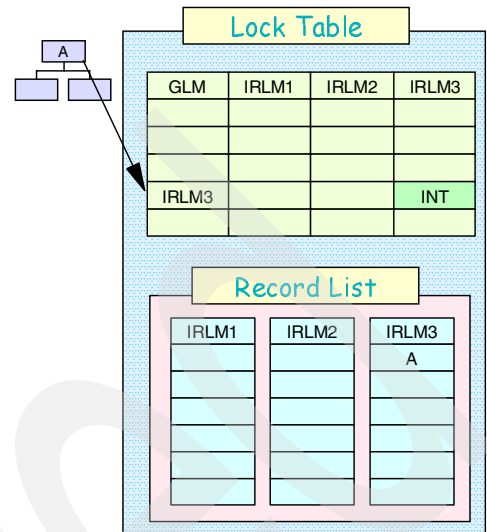 Lock Table
A
GLM IRLM1 IRLM2 IRLM3
IRLM3 INT
Record List
IRLM1 IRLM2 IRLM3
A